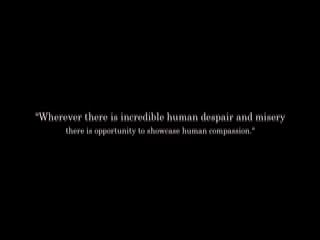 "Wherever there is incredible human despair and misery
there is opportunity to showcase human compassion."